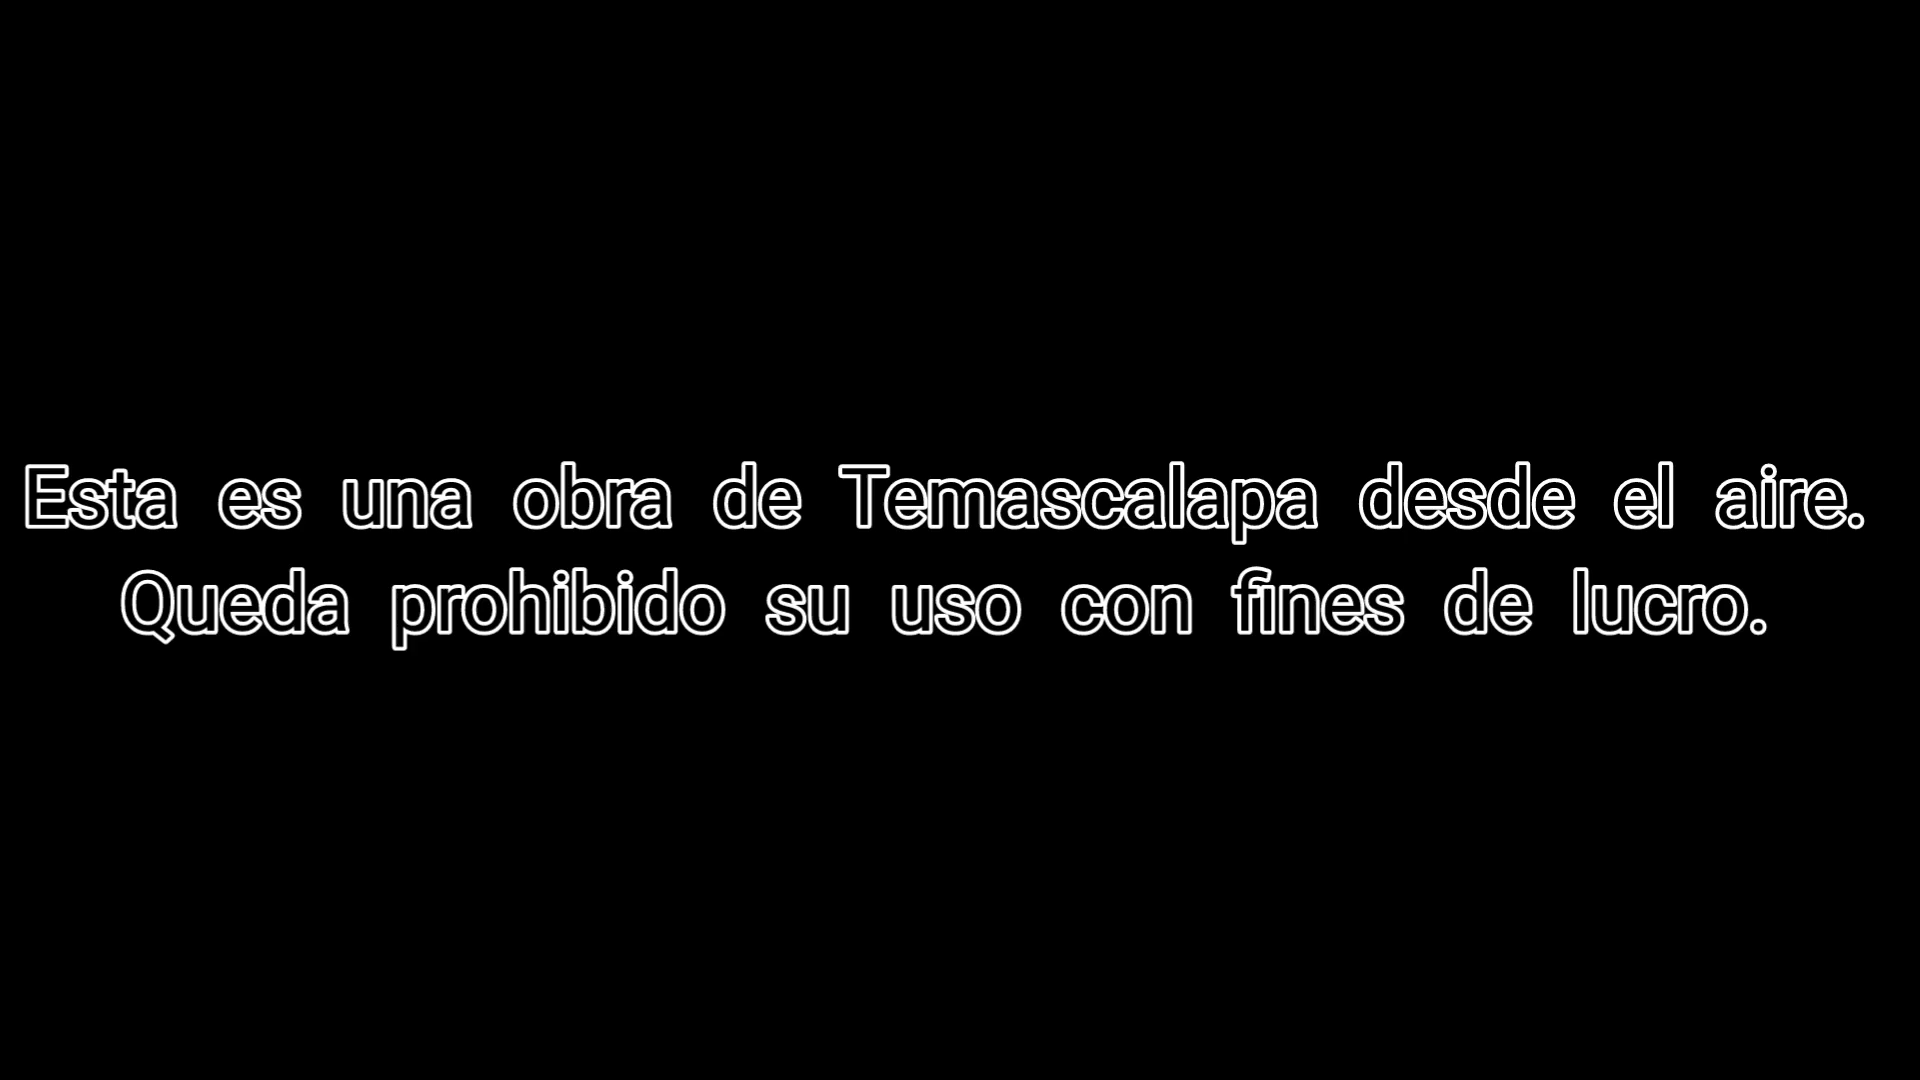 Esta es una obra de Temascalapa desde el aire.
Queda prohibido su uso con fines de lucro.